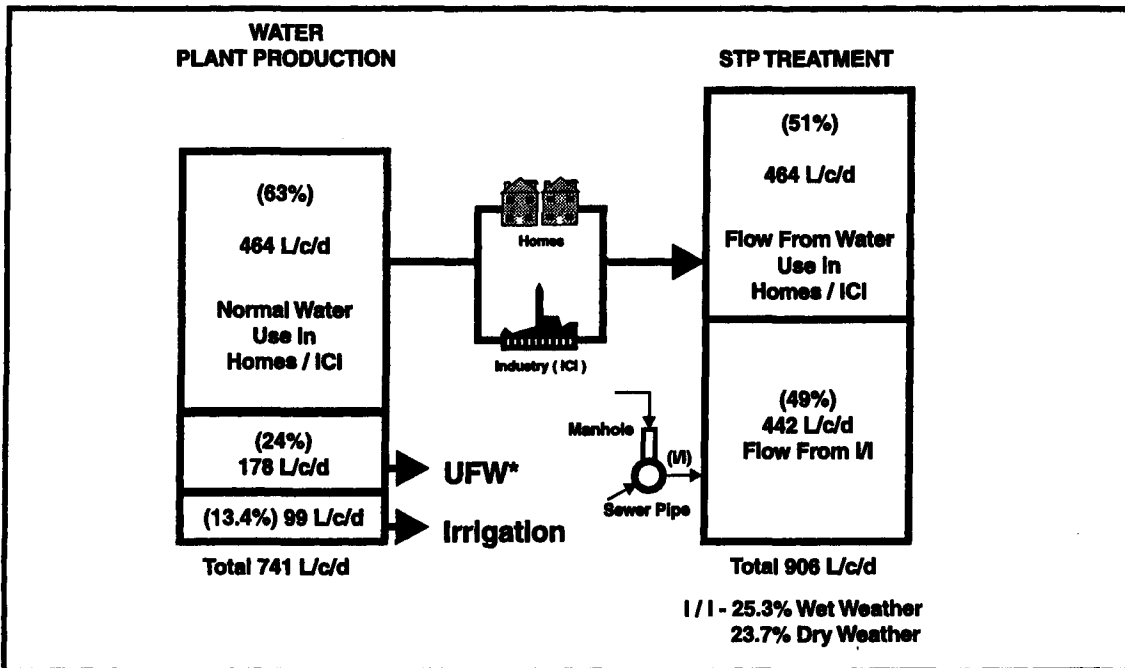 WATER
PLANT PRODUCTION
(63%)
464 L/c/d
Normal Water
Use in
Homes / ICI
(24%)
178 L/c/d
(13.4%) 99 L/c/d
Total 741 L/c/d
UFW*
Irrigation
Homes
Industry ( ICI )
Manhole
(I/I)
Sewer Pipe
STP TREATMENT
(51%)
464 L/c/d
Flow From Water
Use in
Homes / ICI
(49%)
442 L/c/d
Flow From I/I
Total 906 L/c/d
I / I - 25.3% Wet Weather
23.7% Dry Weather